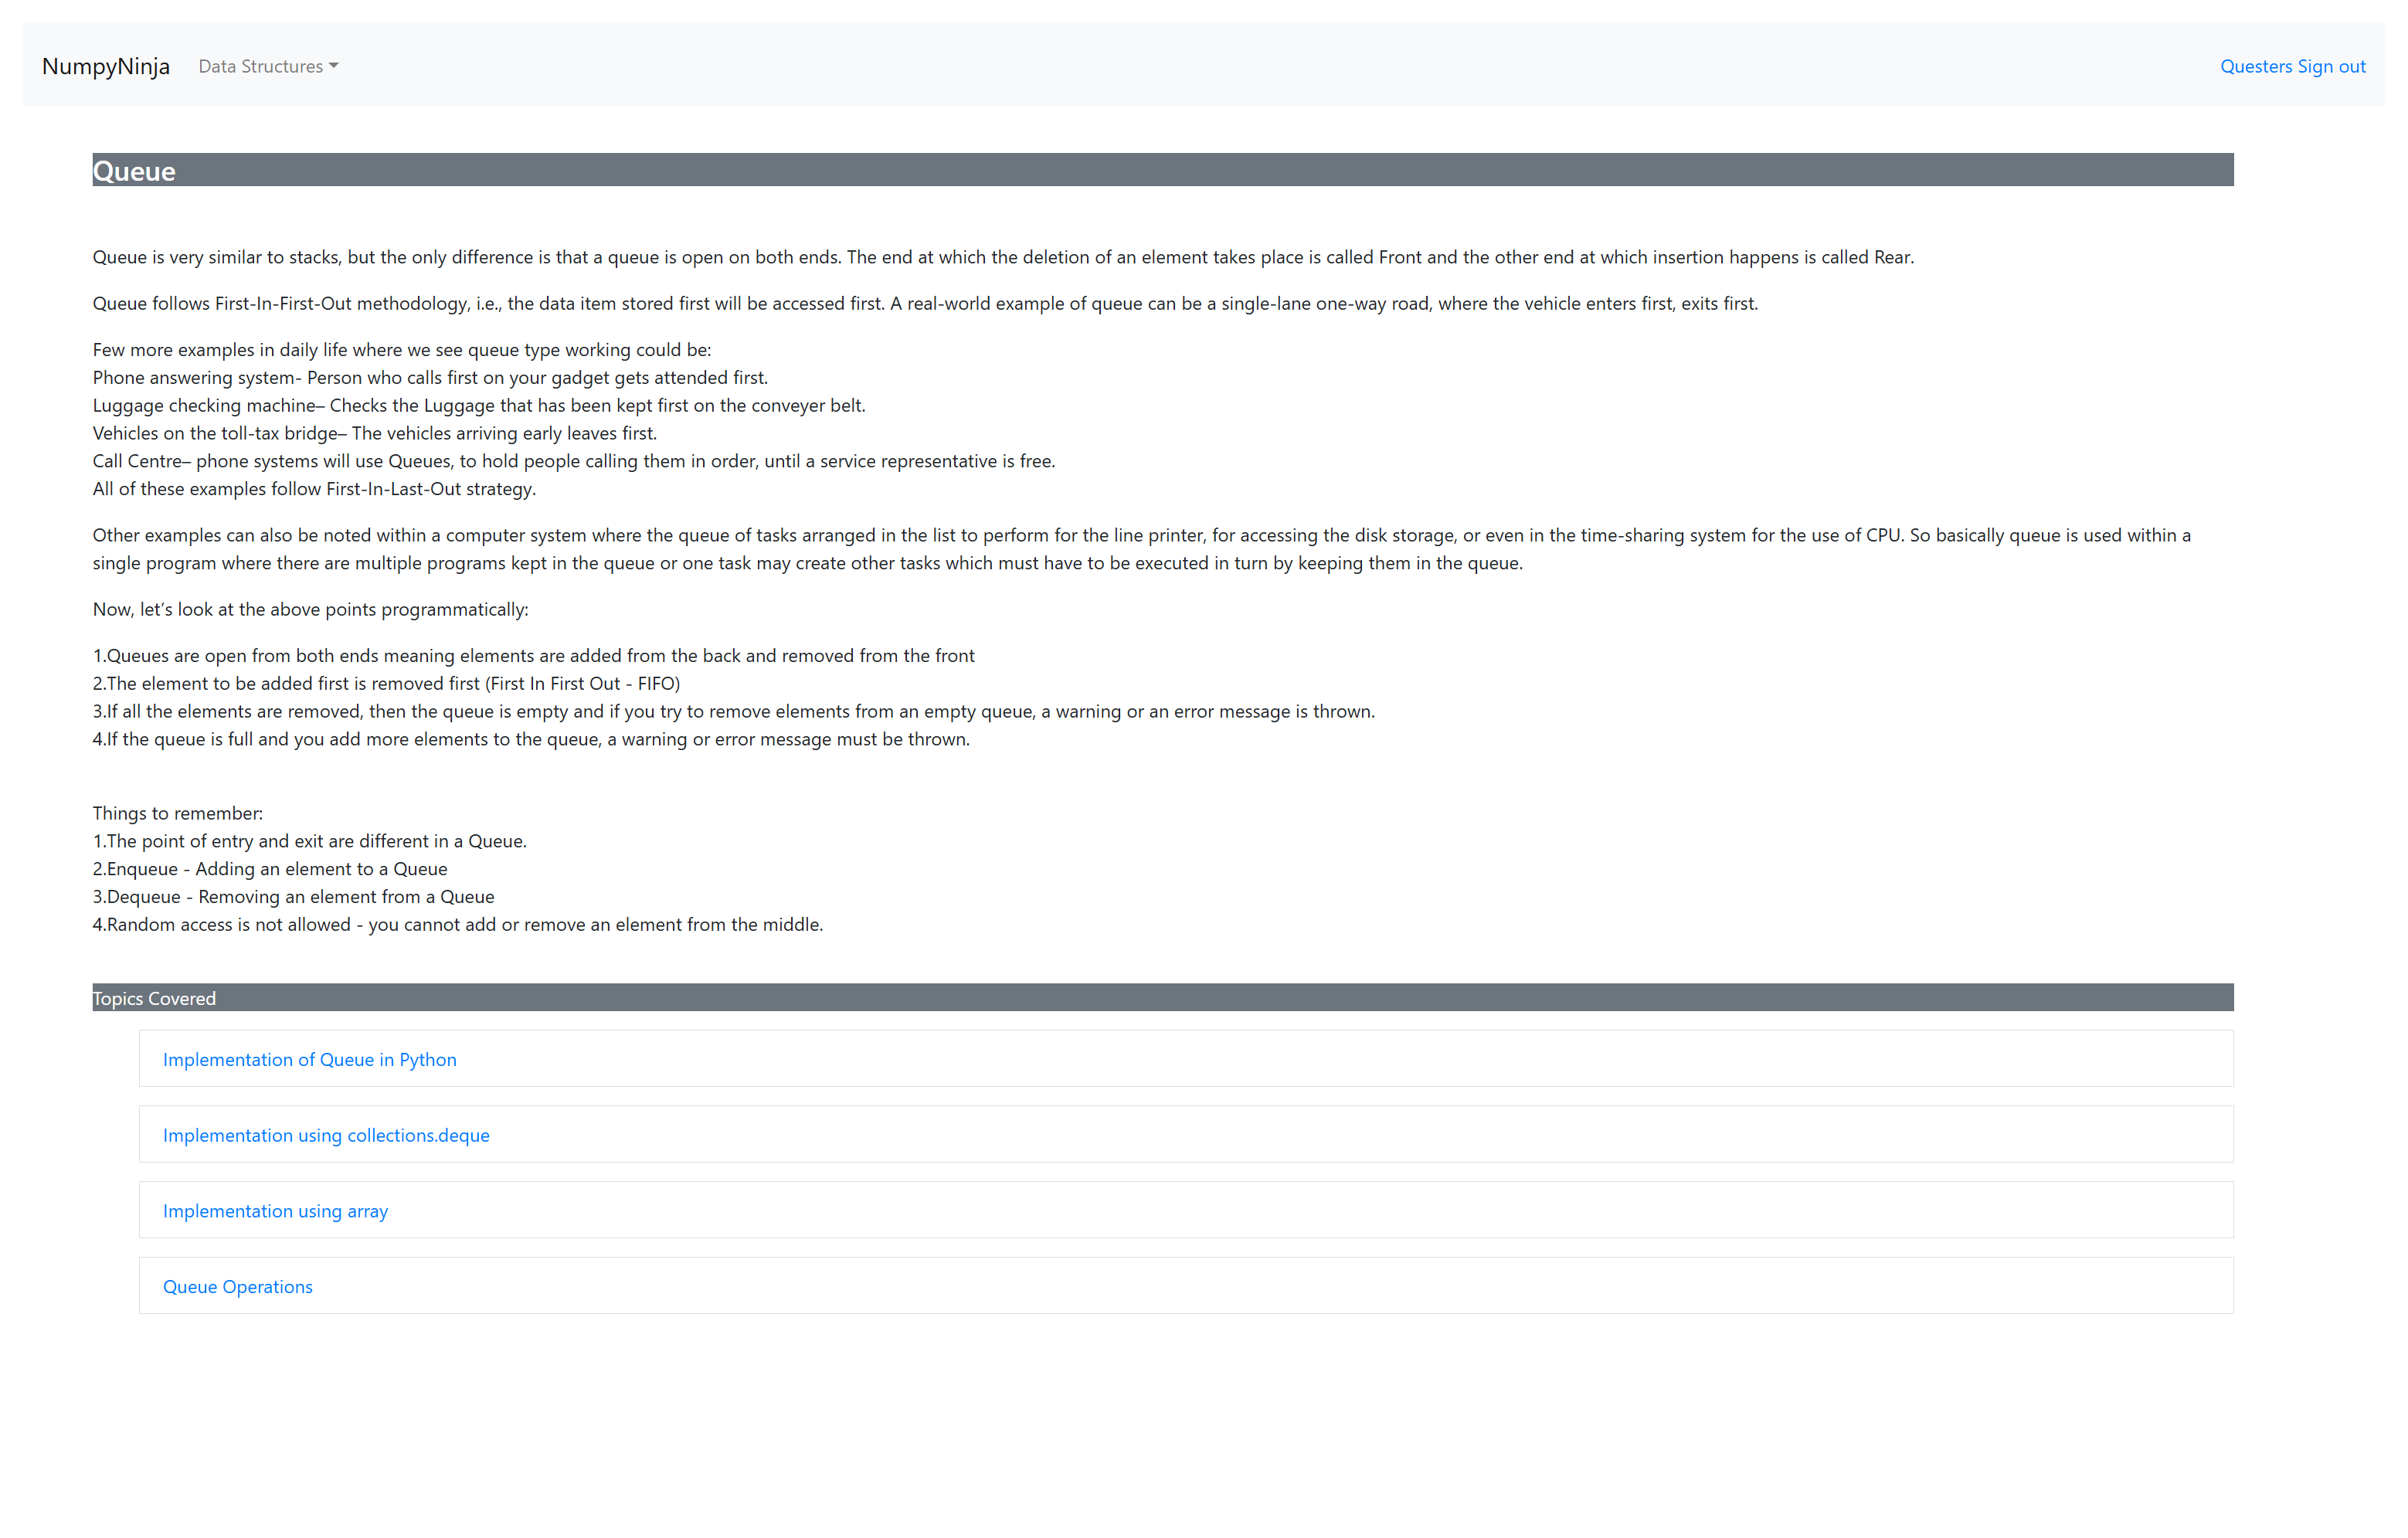 NumpyNinja Data Structures Questers Sign out
Queue
Queue is very similar to stacks, but the only difference is that a queue is open on both ends. The end at which the deletion of an element takes place is called Front and the other end at which insertion happens is called Rear.
Queue follows First-In-First-Out methodology, i.e., the data item stored first will be accessed first. A real-world example of queue can be a single-lane one-way road, where the vehicle enters first, exits first.
Few more examples in daily life where we see queue type working could be:
Phone answering system- Person who calls first on your gadget gets attended first.
Luggage checking machine– Checks the Luggage that has been kept first on the conveyer belt.
Vehicles on the toll-tax bridge– The vehicles arriving early leaves first.
Call Centre– phone systems will use Queues, to hold people calling them in order, until a service representative is free.
All of these examples follow First-In-Last-Out strategy.
Other examples can also be noted within a computer system where the queue of tasks arranged in the list to perform for the line printer, for accessing the disk storage, or even in the time-sharing system for the use of CPU. So basically queue is used within a
single program where there are multiple programs kept in the queue or one task may create other tasks which must have to be executed in turn by keeping them in the queue.
Now, let’s look at the above points programmatically:
1.Queues are open from both ends meaning elements are added from the back and removed from the front
2.The element to be added first is removed first (First In First Out - FIFO)
3.If all the elements are removed, then the queue is empty and if you try to remove elements from an empty queue, a warning or an error message is thrown.
4.If the queue is full and you add more elements to the queue, a warning or error message must be thrown.
Things to remember:
1.The point of entry and exit are different in a Queue.
2.Enqueue - Adding an element to a Queue
3.Dequeue - Removing an element from a Queue
4.Random access is not allowed - you cannot add or remove an element from the middle.
Topics Covered
Implementation of Queue in Python
Implementation using collections.deque
Implementation using array
Queue Operations